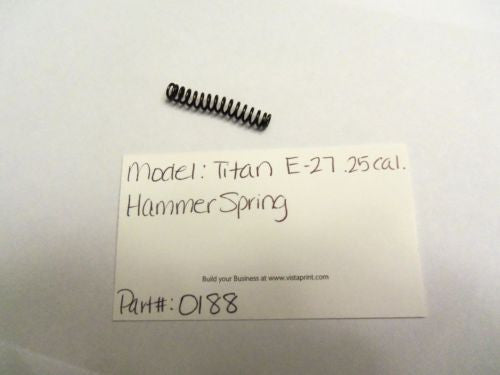 Model: Titan E-27 .25cal.
Hammer Spring
Build your Business at www.vistaprint.com
Part#: 0188